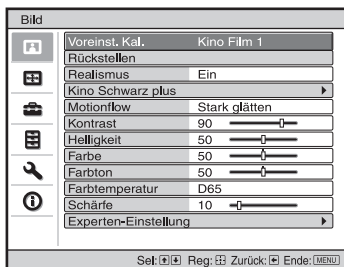 Bild
Voreinst. Kal. Kino Film 1
Rückstellen
Realismus Ein
Kino Schwarz plus
Motionflow Stark glätten
Kontrast 90
Helligkeit 50
Farbe 50
Farbton 50
Farbtemperatur D65
Schärfe 10
Experten-Einstellung
Sel: Reg: Zurück: Ende: MENU